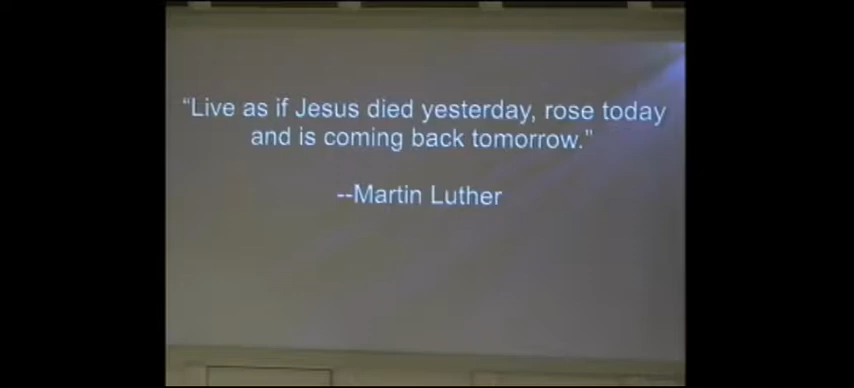 “Live as if Jesus died yesterday, rose today
and is coming back tomorrow.”
--Martin Luther